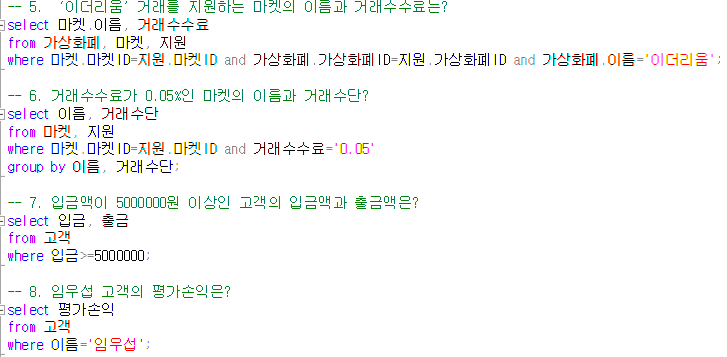 -- 5. ‘이더리움’ 거래를 지원하는 마켓의 이름과 거래수수료는?
select 마켓.이름, 거래수수료
from 가상화폐, 마켓, 지원
where 마켓.마켓ID=지원.마켓ID and 가상화폐.가상화폐ID=지원.가상화폐ID and 가상화폐.이름='이더리움';
-- 6. 거래수수료가 0.05%인 마켓의 이름과 거래수단?
select 이름, 거래수단
from 마켓, 지원
where 마켓.마켓ID=지원.마켓ID and 거래수수료='0.05'
group by 이름, 거래수단;
-- 7. 입금액이 5000000원 이상인 고객의 입금액과 출금액은?
select 입금, 출금
from 고객
where 입금>=5000000;
-- 8. 임우섭 고객의 평가손익은?
select 평가손익
from 고객
where 이름='임우섭';